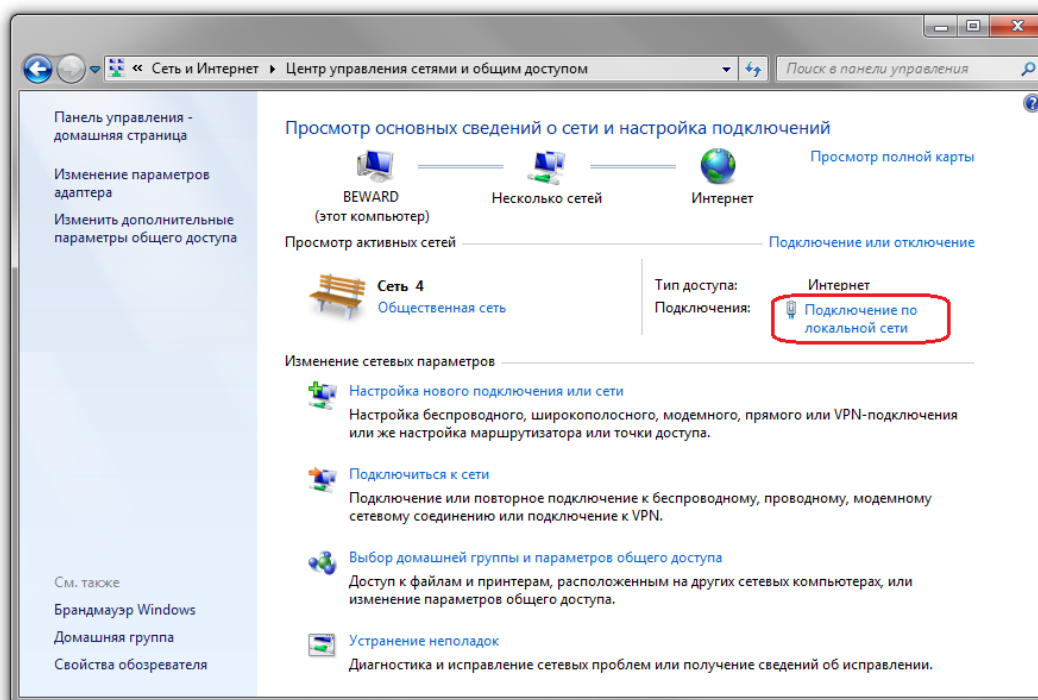 « Сеть и Интернет ▸ Центр управления сетями и общим доступом
Поиск в панели управления
Панель управления -
домашняя страница
Изменение параметров
адаптера
Изменить дополнительные
параметры общего доступа
См. также
Брандмауэр Windows
Домашняя группа
Свойства обозревателя
Просмотр основных сведений о сети и настройка подключений
Просмотр полной карты
BEWARD
(этот компьютер)
Несколько сетей
Интернет
Просмотр активных сетей
Подключение или отключение
Сеть 4
Общественная сеть
Тип доступа: Интернет
Подключения: Подключение по
локальной сети
Изменение сетевых параметров
Настройка нового подключения или сети
Настройка беспроводного, широкополосного, модемного, прямого или VPN-подключения
или же настройка маршрутизатора или точки доступа.
Подключиться к сети
Подключение или повторное подключение к беспроводному, проводному, модемному
сетевому соединению или подключение к VPN.
Выбор домашней группы и параметров общего доступа
Доступ к файлам и принтерам, расположенным на других сетевых компьютерах, или
изменение параметров общего доступа.
Устранение неполадок
Диагностика и исправление сетевых проблем или получение сведений об исправлении.